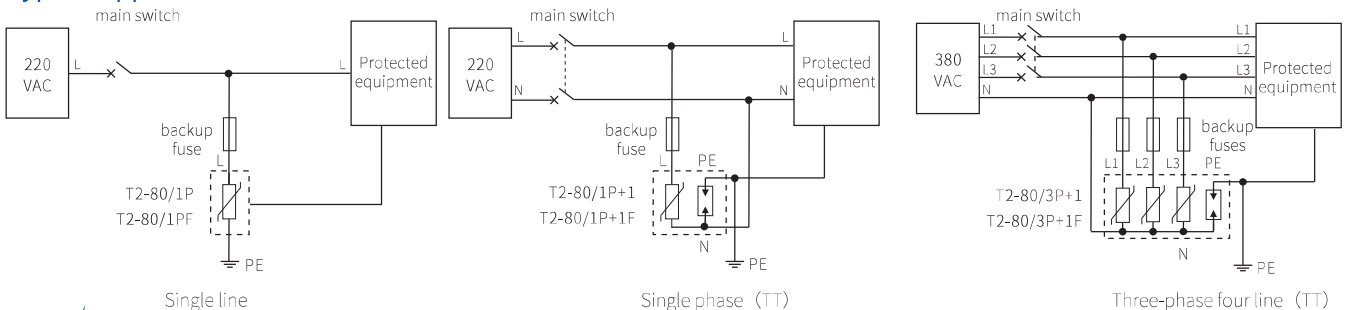 main switch
220
VAC
L
L
Protected
equipment
backup
fuse
L
T2-80/1P
T2-80/1PF
PE
Single line
main switch
220
VAC
L
N
L
N
Protected
equipment
backup
fuse
L
PE
T2-80/1P+1
T2-80/1P+1F
N
PE
Single phase（TT）
main switch
380
VAC
L1
L2
L3
N
L1
L2
L3
N
Protected
equipment
backup
fuses
L1
L2
L3
PE
T2-80/3P+1
T2-80/3P+1F
N
PE
Three-phase four line（TT）